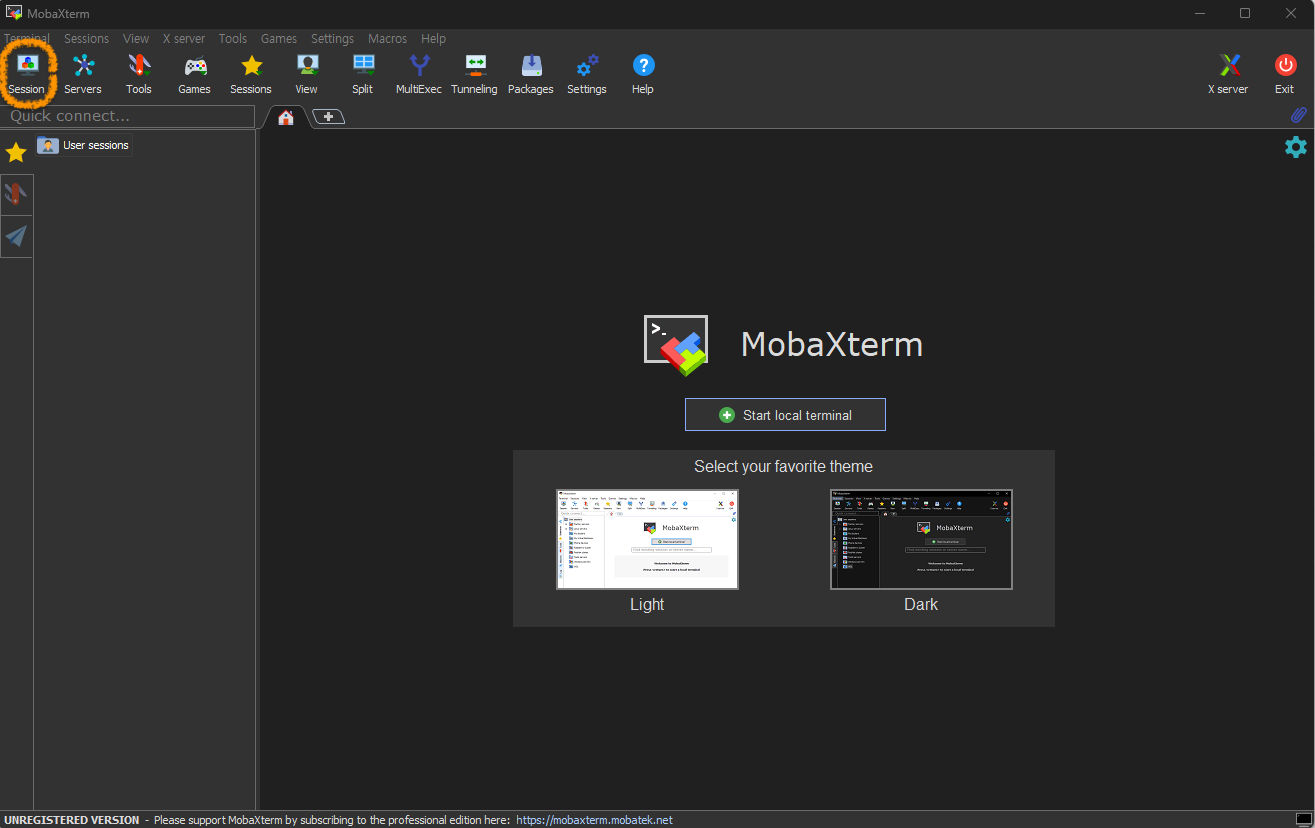 MobaXterm
Terminal Sessions View X server Tools Games Settings Macros Help
Session Servers Tools Games Sessions View Split MultiExec Tunneling Packages Settings Help X server Exit
Quick connect...
User sessions
>_
MobaXterm
Start local terminal
Select your favorite theme
MobaXterm
MobaXterm
Light Dark
UNREGISTERED VERSION - Please support MobaXterm by subscribing to the professional edition here: https://mobaxterm.mobatek.net